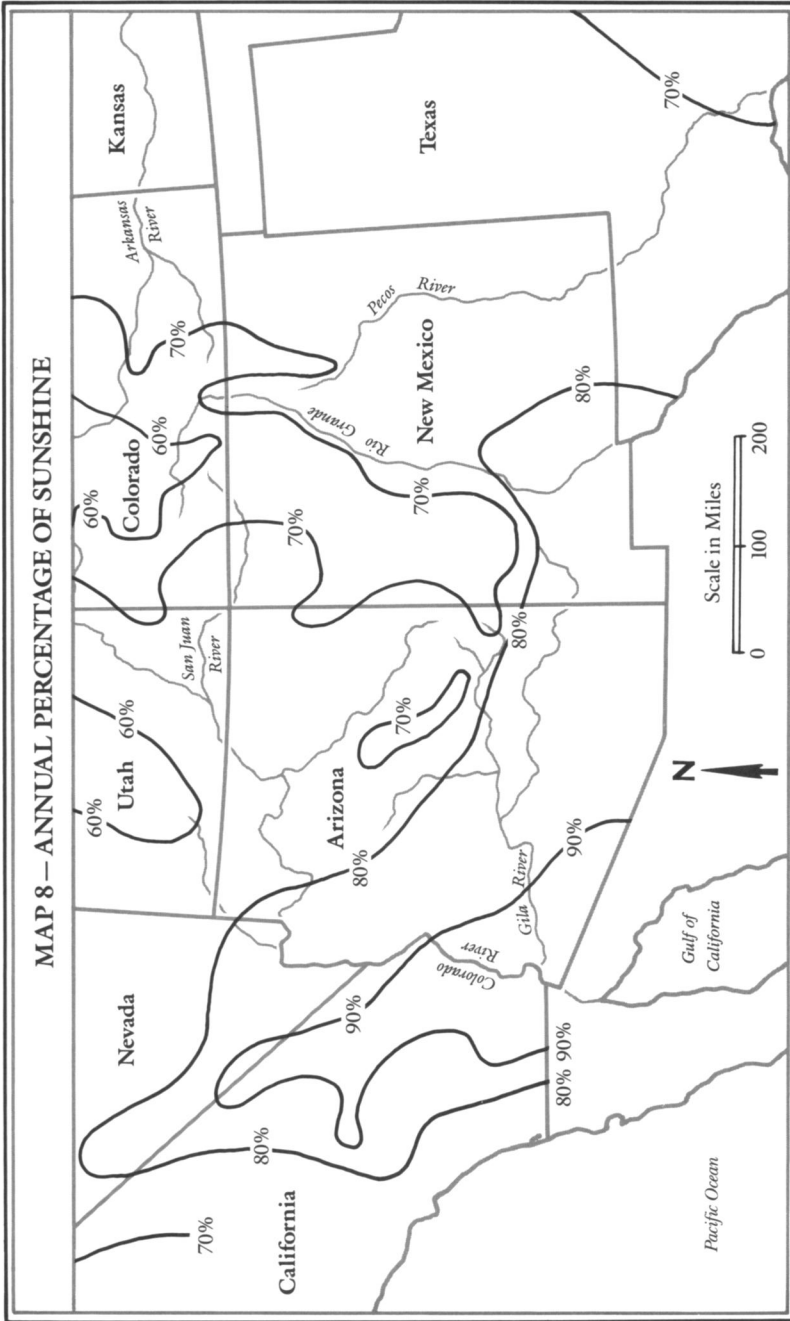 MAP 8 — ANNUAL PERCENTAGE OF SUNSHINE
Nevada
Utah
60%
60%
San Juan
River
Colorado
60%
60%
70%
70%
Arkansas
River
Kansas
70%
California
80%
90%
80%
Arizona
70%
Colorado
River
Gila River
90%
80%
80% 90%
70%
Rio Grande
New Mexico
Pecos River
80%
Texas
70%
Pacific Ocean
Gulf of
California
N
Scale in Miles
0 100 200